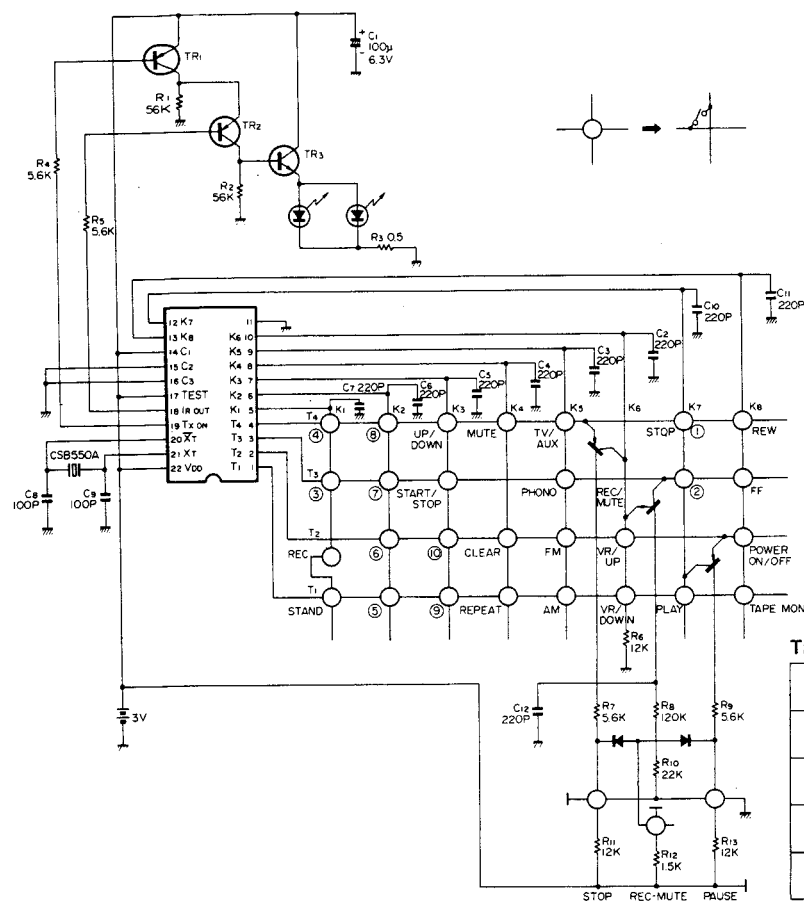 C1
100μ
6.3V
+
-
TR1
R1
56K
TR2
R4
5.6K
R5
5.6K
TR3
R2
56K
R3 0.5
C11
220P
C10
220P
C2
220P
C3
220P
C4
220P
C5
220P
C6
220P
C7 220P
12 K7
13 K8
14 C1
15 C2
16 C3
17 TEST
18 IR OUT
19 TX ON
20 XT
21 XT
22 VDD
11
K6 10
K5 9
K4 8
K3 7
K2 6
K1 5
T4 4
T3 3
T2 2
T1 1
CSB550A
C8
100P
C9
100P
3V
K1 K2 K3 K4 K5 K6 K7 K8
T4
④ ⑧ UP/DOWN MUTE TV/AUX STOP ① REW
T3
③ ⑦ START/STOP PHONO REC/MUTE ② FF
T2
REC ⑥ ⑩ CLEAR FM VR/UP POWER ON/OFF
T1
STAND ⑤ ⑨ REPEAT AM VR/DOWN PLAY TAPE MON
R6
12K
C12
220P
R7
5.6K
R8
120K
R9
5.6K
R10
22K
R11
12K
R12
1.5K
R13
12K
STOP REC-MUTE PAUSE